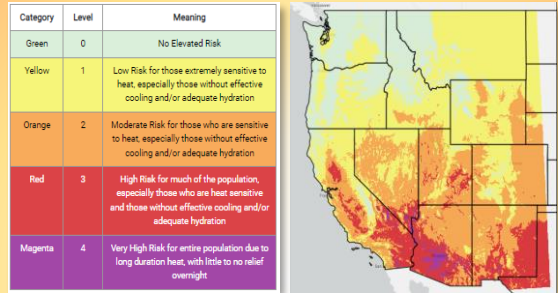 Category Level Meaning
Green 0 No Elevated Risk
Yellow 1 Low Risk for those extremely sensitive to
heat, especially those without effective
cooling and/or adequate hydration
Orange 2 Moderate Risk for those who are sensitive
to heat, especially those without effective
cooling and/or adequate hydration
Red 3 High Risk for much of the population,
especially those who are heat sensitive
and those without effective cooling and/or
adequate hydration
Magenta 4 Very High Risk for entire population due to
long duration heat, with little to no relief
overnight